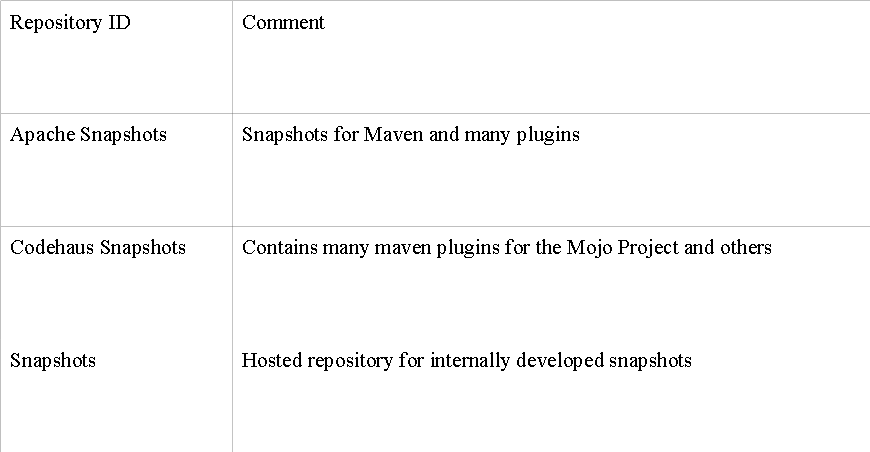 Repository ID Comment
Apache Snapshots Snapshots for Maven and many plugins
Codehaus Snapshots Contains many maven plugins for the Mojo Project and others
Snapshots Hosted repository for internally developed snapshots